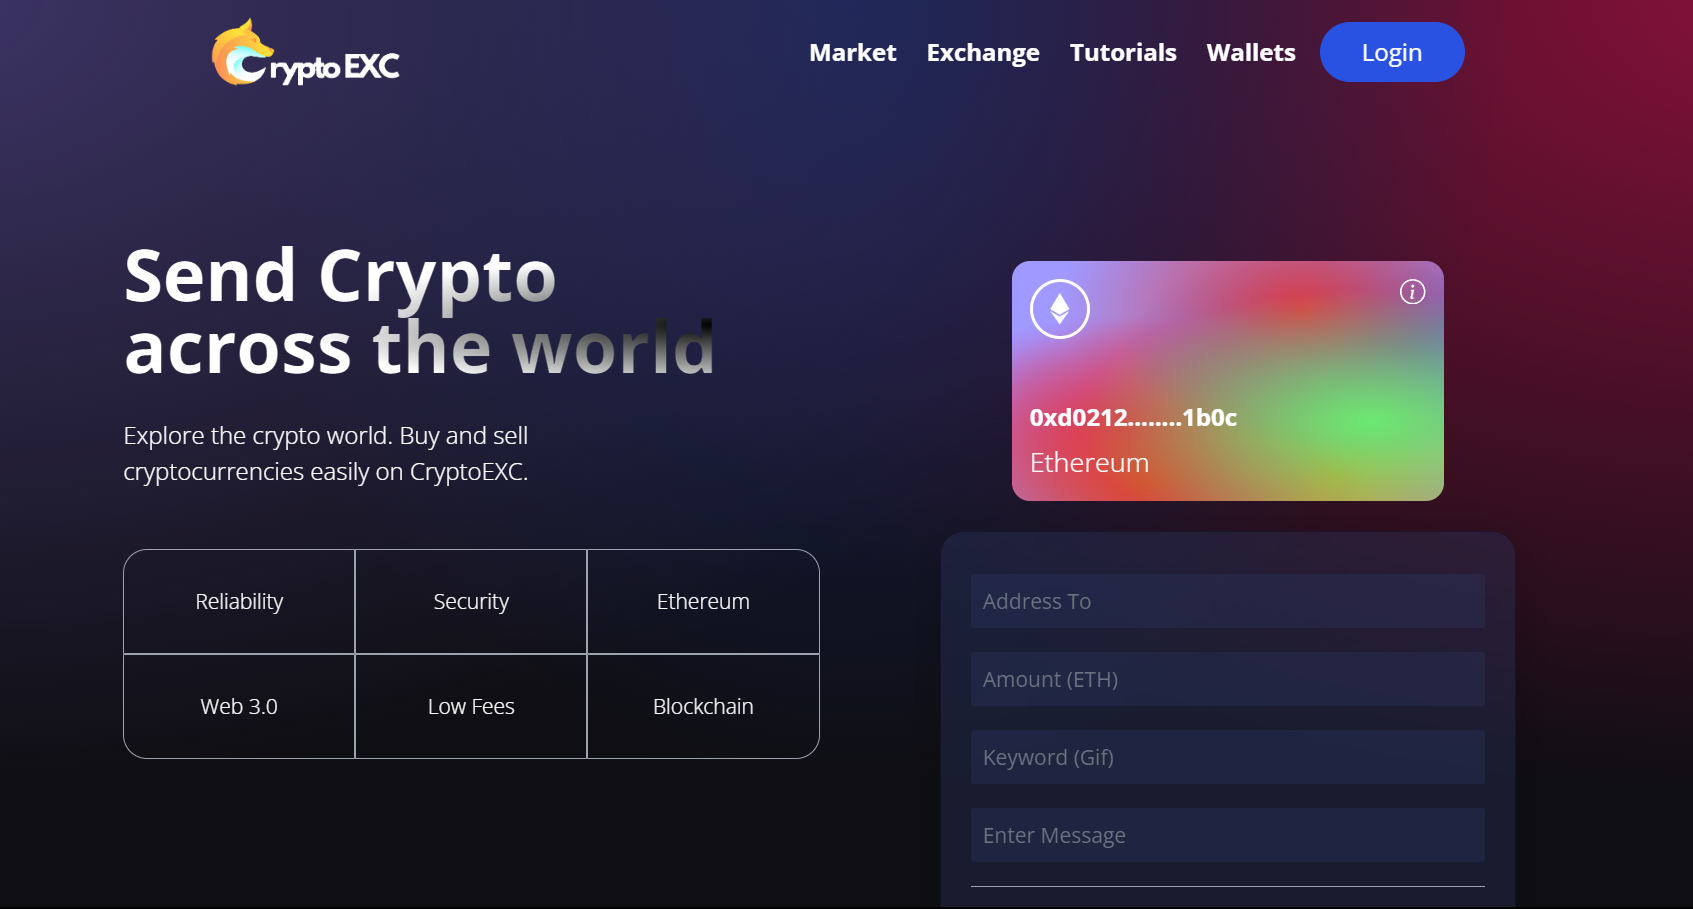 Crypto EXC
Market Exchange Tutorials Wallets Login
Send Crypto
across the world
Explore the crypto world. Buy and sell
cryptocurrencies easily on CryptoEXC.
Reliability Security Ethereum
Web 3.0 Low Fees Blockchain
i
0xd0212........1b0c
Ethereum
Address To
Amount (ETH)
Keyword (Gif)
Enter Message